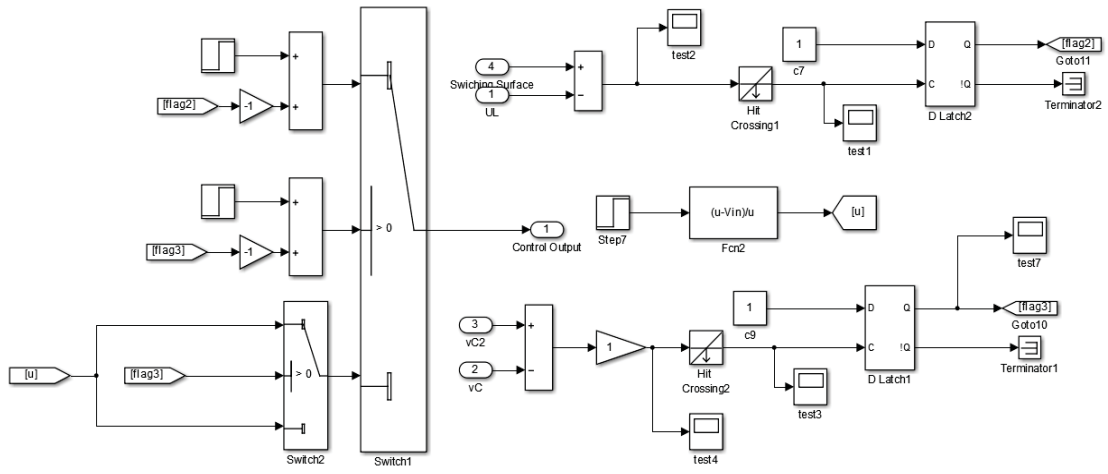 +
[flag2]
-1
+
+
[flag3]
-1
+
> 0
[u]
[flag3]
> 0
Switch2
Switch1
1
Control Output
4
Swiching Surface
1
UL
+
−
test2
Hit
Crossing1
1
c7
test1
D
Q
C
!Q
D Latch2
[flag2]
Goto11
Terminator2
Step7
(u-Vin)/u
Fcn2
[u]
3
vC2
2
vC
+
−
1
test4
Hit
Crossing2
1
c9
test3
D
Q
C
!Q
D Latch1
test7
[flag3]
Goto10
Terminator1